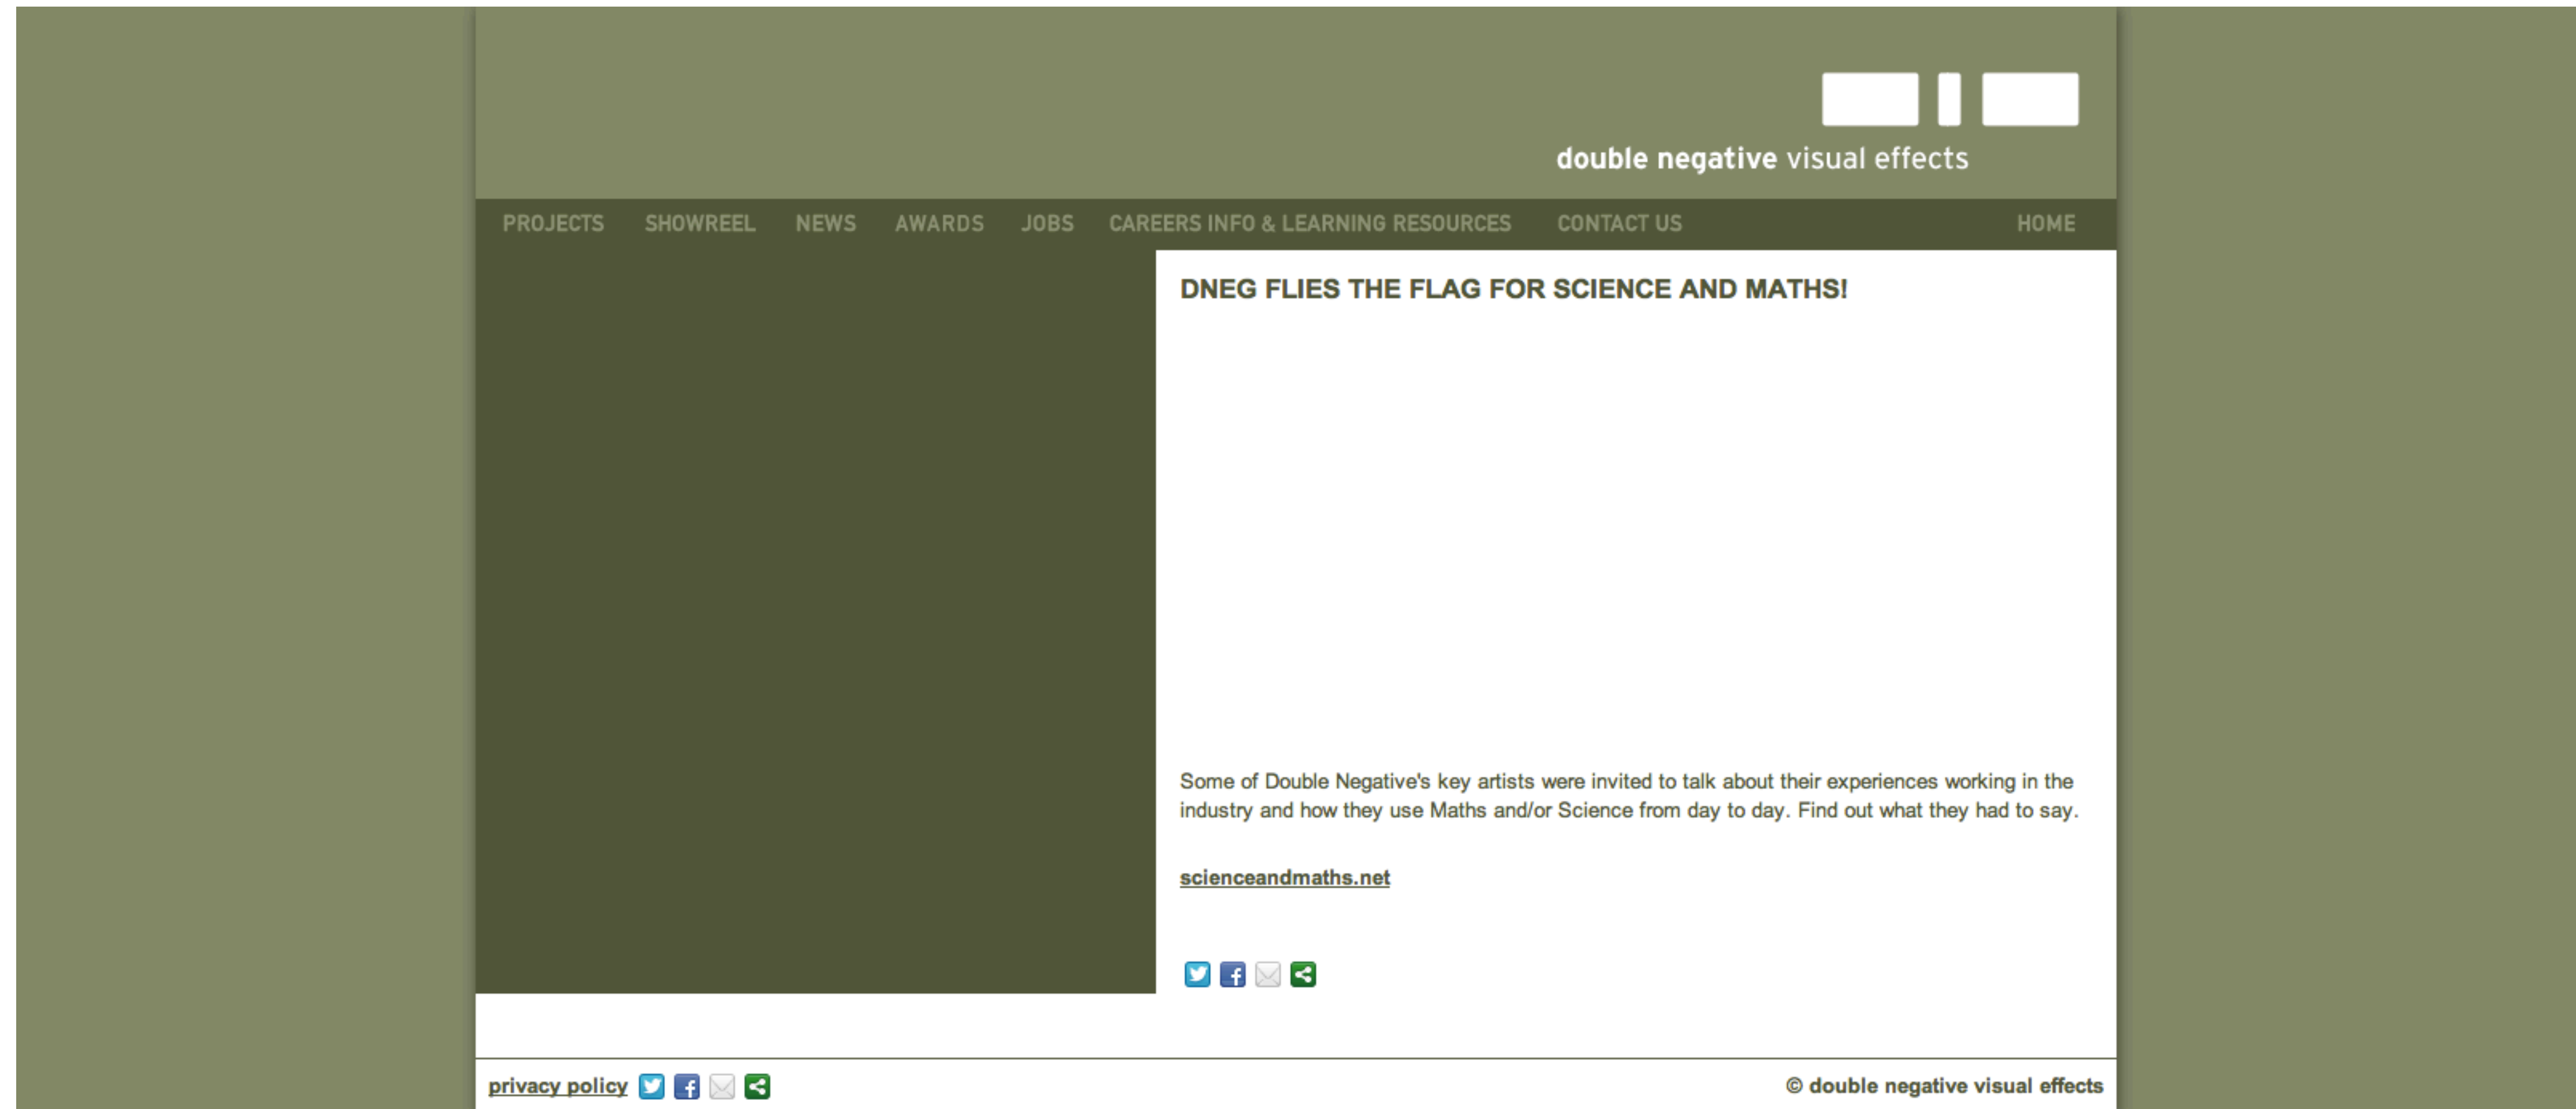 double negative visual effects
PROJECTS SHOWREEL NEWS AWARDS JOBS CAREERS INFO & LEARNING RESOURCES CONTACT US HOME
DNEG FLIES THE FLAG FOR SCIENCE AND MATHS!
Some of Double Negative's key artists were invited to talk about their experiences working in the
industry and how they use Maths and/or Science from day to day. Find out what they had to say.
scienceandmaths.net
privacy policy © double negative visual effects